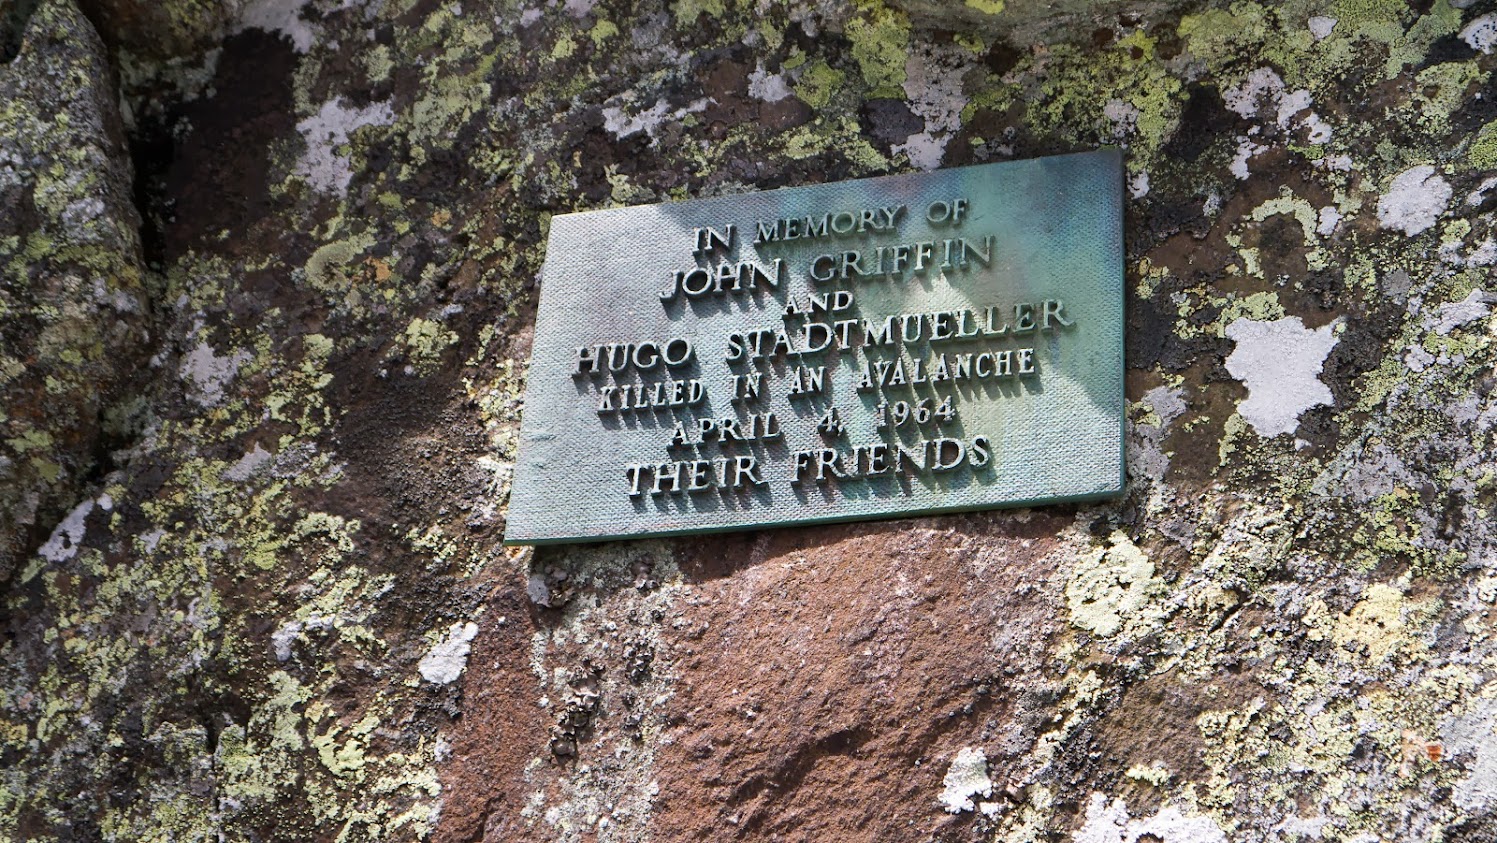 IN MEMORY OF
JOHN GRIFFIN
AND
HUGO STADTMUELLER
KILLED IN AN AVALANCHE
APRIL 4, 1964
THEIR FRIENDS